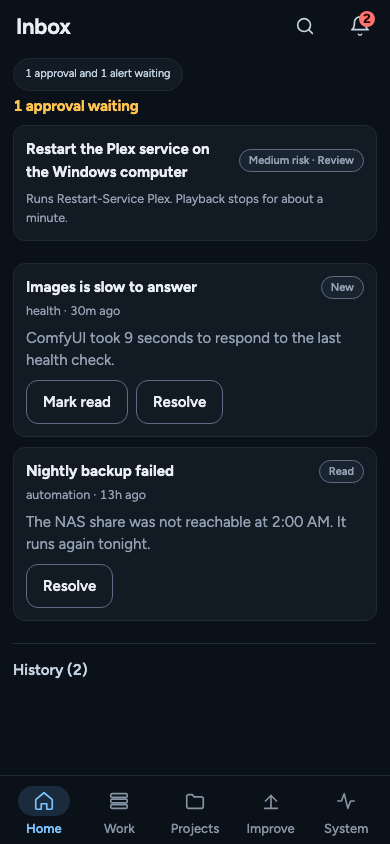 Inbox
2
1 approval and 1 alert waiting
1 approval waiting
Restart the Plex service on
the Windows computer
Medium risk · Review
Runs Restart-Service Plex. Playback stops for about a
minute.
Images is slow to answer
New
health · 30m ago
ComfyUI took 9 seconds to respond to the last
health check.
Mark read
Resolve
Nightly backup failed
Read
automation · 13h ago
The NAS share was not reachable at 2:00 AM. It
runs again tonight.
Resolve
History (2)
Home
Work
Projects
Improve
System